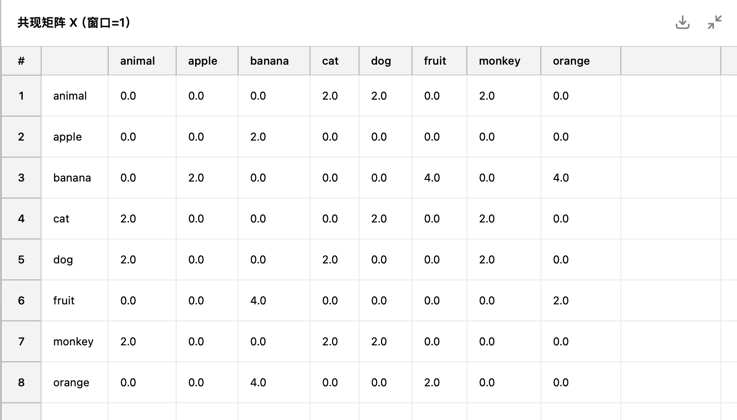 共现矩阵 X (窗口=1)
# animal apple banana cat dog fruit monkey orange
1 animal 0.0 0.0 0.0 2.0 2.0 0.0 2.0 0.0
2 apple 0.0 0.0 2.0 0.0 0.0 0.0 0.0 0.0
3 banana 0.0 2.0 0.0 0.0 0.0 4.0 0.0 4.0
4 cat 2.0 0.0 0.0 0.0 2.0 0.0 2.0 0.0
5 dog 2.0 0.0 0.0 2.0 0.0 0.0 2.0 0.0
6 fruit 0.0 0.0 4.0 0.0 0.0 0.0 0.0 2.0
7 monkey 2.0 0.0 0.0 2.0 2.0 0.0 0.0 0.0
8 orange 0.0 0.0 4.0 0.0 0.0 2.0 0.0 0.0